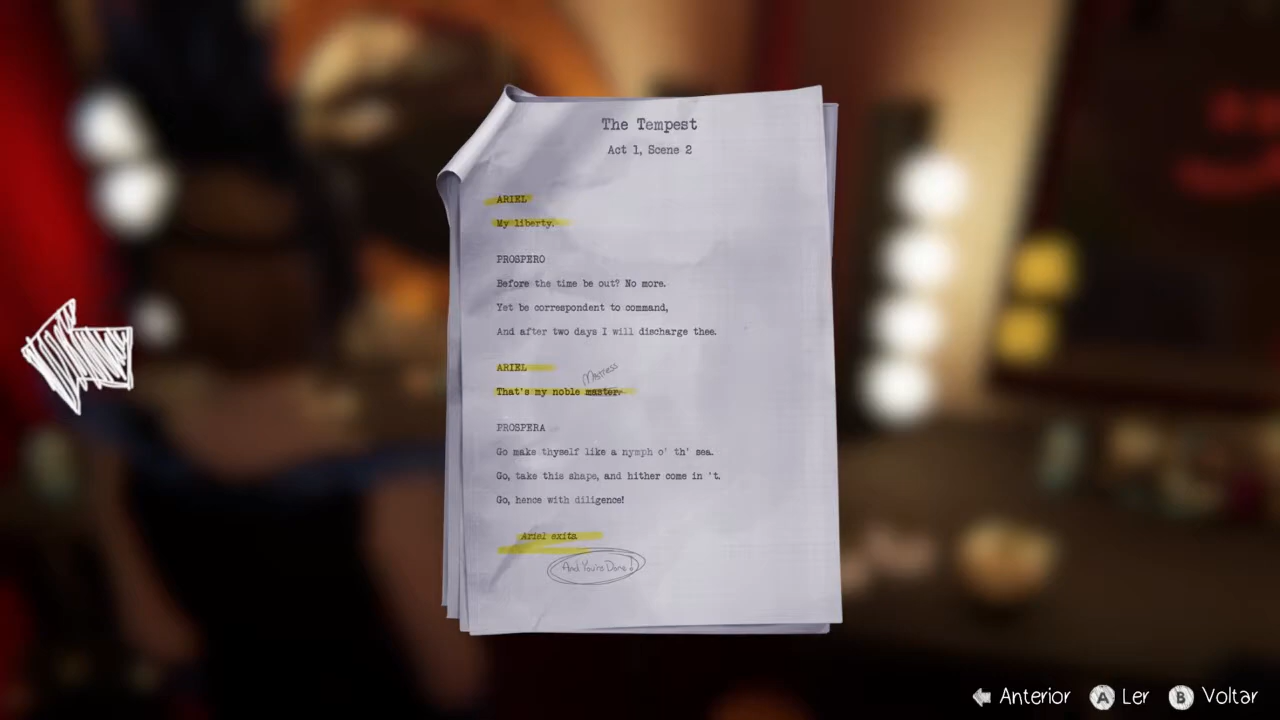 The Tempest
Act 1, Scene 2
ARIEL
My liberty.
PROSPERO
Before the time be out? No more.
Yet be correspondent to command,
And after two days I will discharge thee.
ARIEL
Mistress
That's my noble master.
PROSPERA
Go make thyself like a nymph o' th' sea.
Go, take this shape, and hither come in 't.
Go, hence with diligence!
Ariel exits
And You're Done!
Anterior A Ler B Voltar